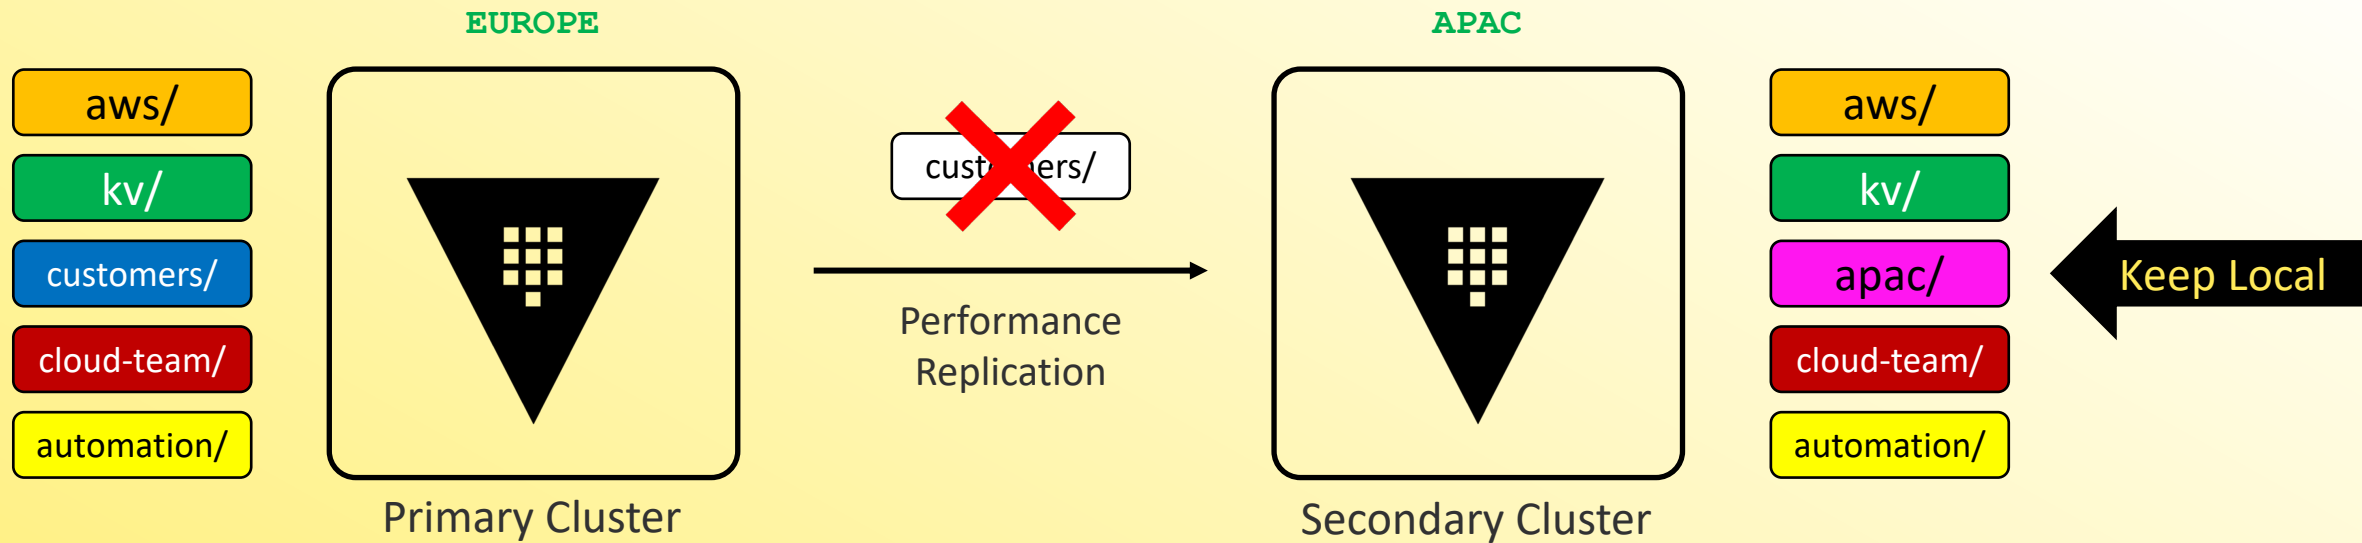 EUROPE
APAC
aws/
kv/
customers/
cloud-team/
automation/
Primary Cluster
customers/
Performance
Replication
Secondary Cluster
aws/
kv/
apac/
cloud-team/
automation/
Keep Local